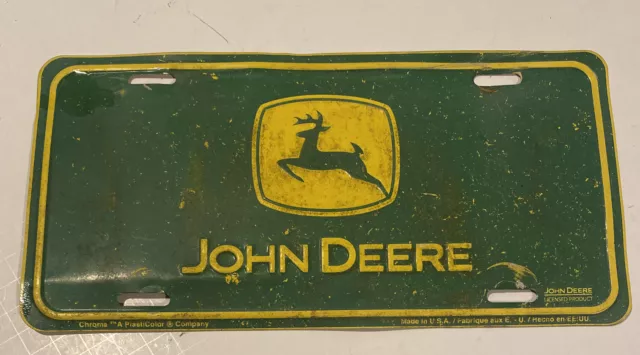 JOHN DEERE
JOHN DEERE
LICENSED PRODUCT
Chroma ™A PlastiColor ® Company
Made in U.S.A. / Fabriqué aux É. - U. / Hecho en EE.UU.